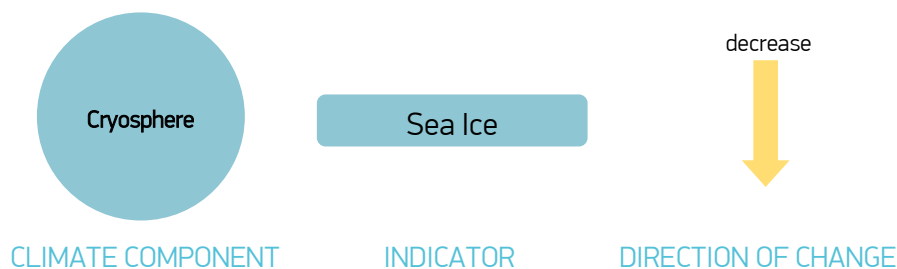 decrease
Cryosphere
Sea Ice
CLIMATE COMPONENT
INDICATOR
DIRECTION OF CHANGE